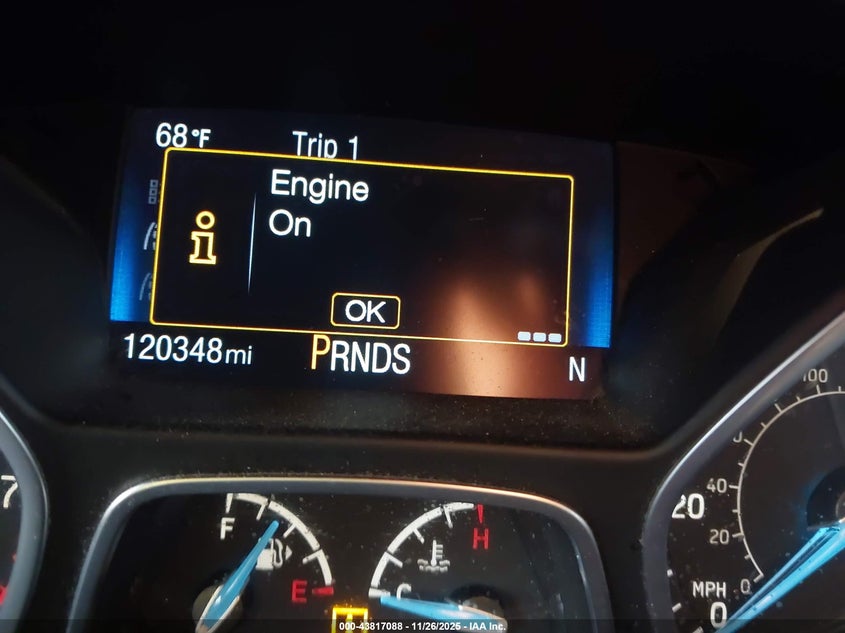 68°F Trip 1
Engine
On
OK
120348mi PRNDS N
7
F
E
H
C
100
40
20
20
0
MPH
0
000-43817088 - 11/26/2025 - IAA Inc.